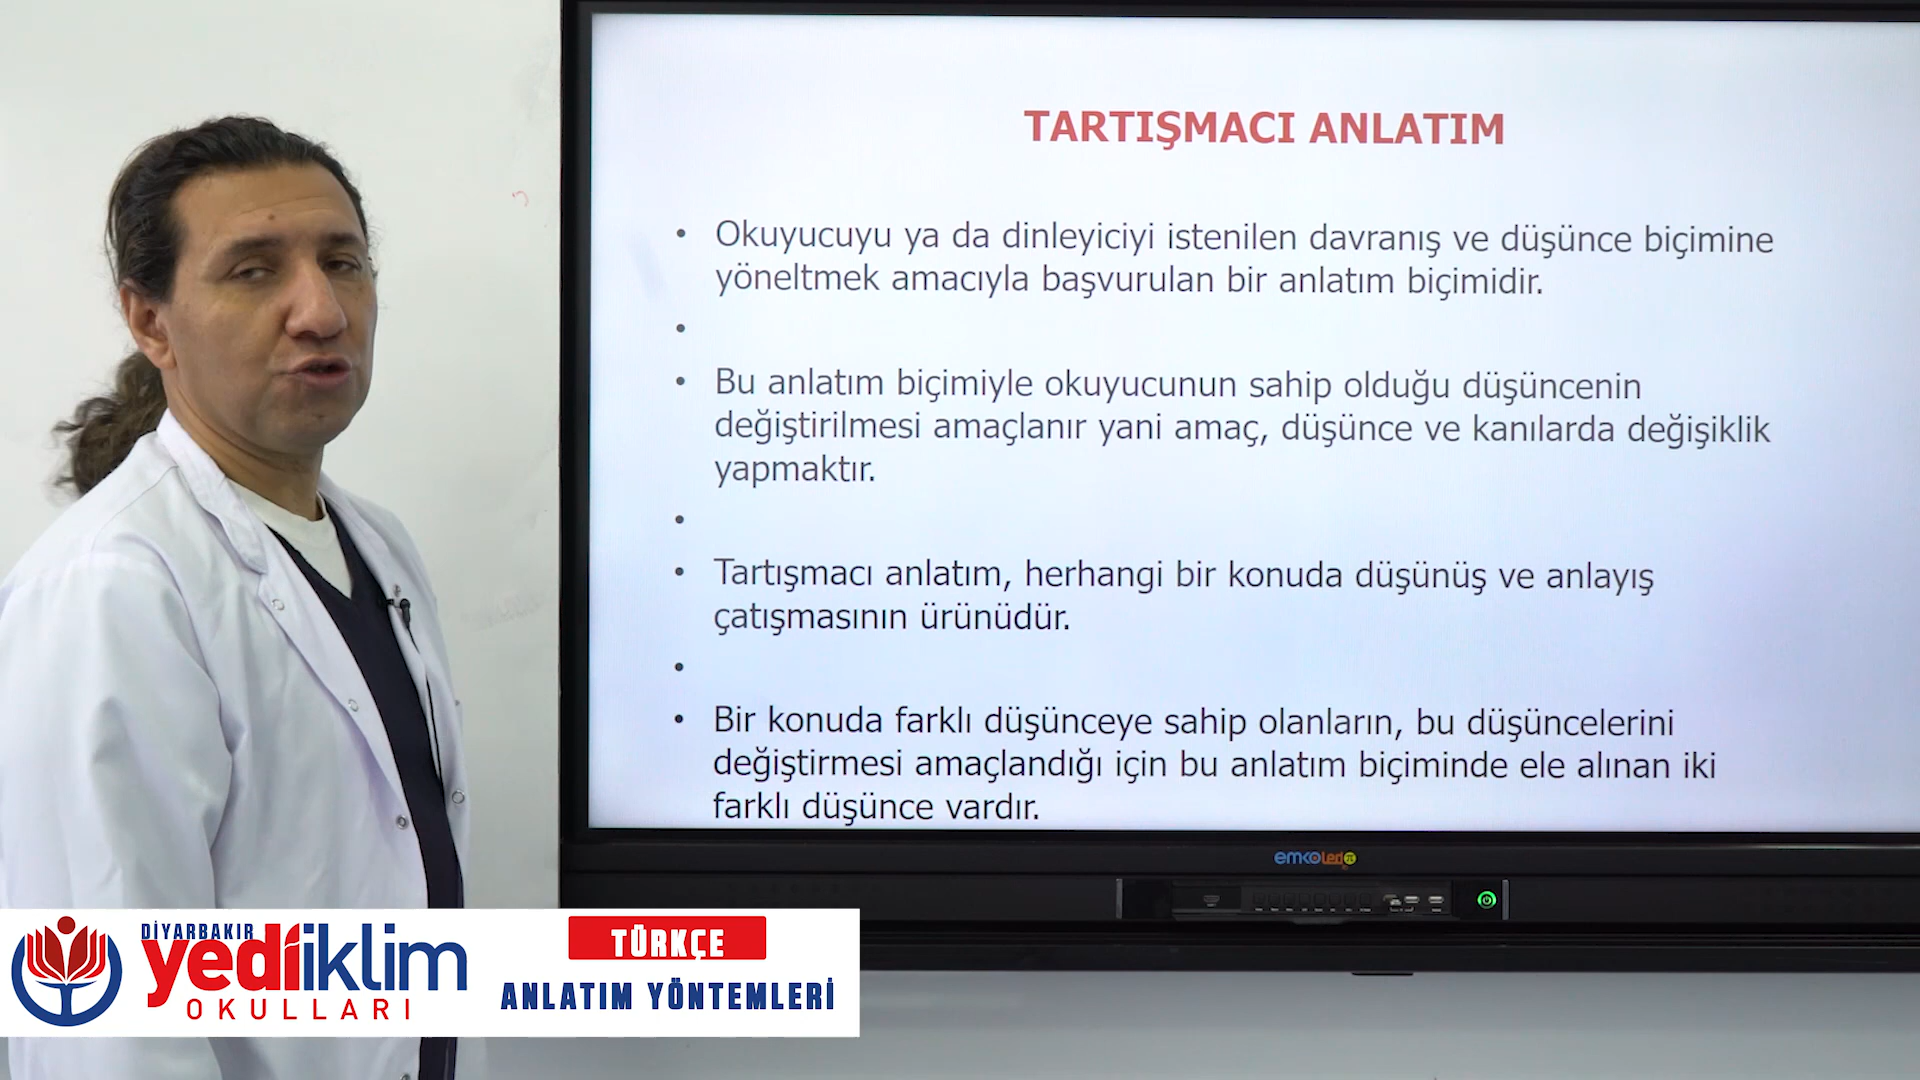 TARTIŞMACI ANLATIM
• Okuyucuyu ya da dinleyiciyi istenilen davranış ve düşünce biçimine
yöneltmek amacıyla başvurulan bir anlatım biçimidir.
•
• Bu anlatım biçimiyle okuyucunun sahip olduğu düşüncenin
değiştirilmesi amaçlanır yani amaç, düşünce ve kanılarda değişiklik
yapmaktır.
•
• Tartışmacı anlatım, herhangi bir konuda düşünüş ve anlayış
çatışmasının ürünüdür.
•
• Bir konuda farklı düşünceye sahip olanların, bu düşüncelerini
değiştirmesi amaçlandığı için bu anlatım biçiminde ele alınan iki
farklı düşünce vardır.
emkoled
DİYARBAKIR
yediiklim
OKULLARI
TÜRKÇE
ANLATIM YÖNTEMLERİ